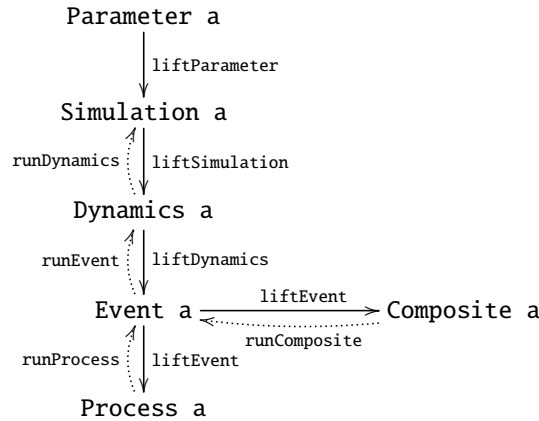 Parameter a
liftParameter
Simulation a
runDynamics
liftSimulation
Dynamics a
runEvent
liftDynamics
Event a
liftEvent
Composite a
runComposite
runProcess
liftEvent
Process a